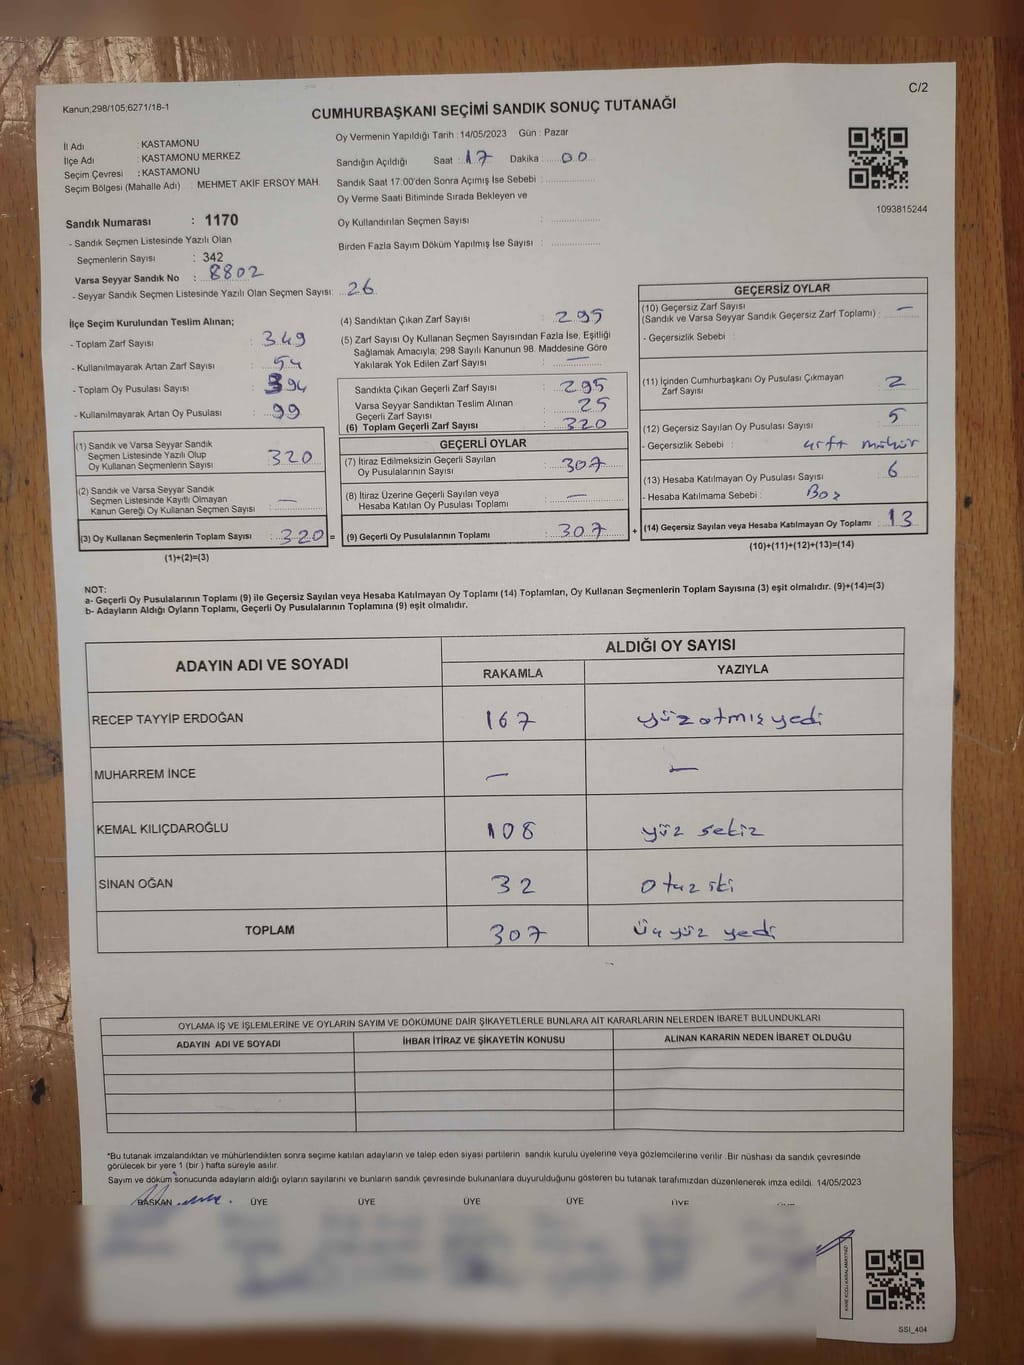 Kanun;298/105,6271/18-1
C/2
CUMHURBAŞKANI SEÇİMİ SANDIK SONUÇ TUTANAĞI
İl Adı : KASTAMONU
İlçe Adı : KASTAMONU MERKEZ
Seçim Çevresi : KASTAMONU
Seçim Bölgesi (Mahalle Adı) : MEHMET AKİF ERSOY MAH.
Oy Vermenin Yapıldığı Tarih : 14/05/2023 Gün : Pazar
Sandığın Açıldığı Saat : 17 Dakika : 00
Sandık Saat 17:00'den Sonra Açımış İse Sebebi :
Oy Verme Saati Bitiminde Sırada Bekleyen ve
Oy Kullandırılan Seçmen Sayısı :
Birden Fazla Sayım Döküm Yapılmış İse Sayısı :
1093815244
Sandık Numarası : 1170
- Sandık Seçmen Listesinde Yazılı Olan
Seçmenlerin Sayısı : 342
Varsa Seyyar Sandık No : 8802
- Seyyar Sandık Seçmen Listesinde Yazılı Olan Seçmen Sayısı: 26
İlçe Seçim Kurulundan Teslim Alınan;
- Toplam Zarf Sayısı : 349
- Kullanılmayarak Artan Zarf Sayısı : 54
- Toplam Oy Pusulası Sayısı : 394
- Kullanılmayarak Artan Oy Pusulası : 99
(1) Sandık ve Varsa Seyyar Sandık
Seçmen Listesinde Yazılı Olup
Oy Kullanan Seçmenlerin Sayısı : 320
(2) Sandık ve Varsa Seyyar Sandık
Seçmen Listesinde Kayıtlı Olmayan
Kanun Gereği Oy Kullanan Seçmen Sayısı : —
(3) Oy Kullanan Seçmenlerin Toplam Sayısı : 320 =
(1)+(2)=(3)
(4) Sandıktan Çıkan Zarf Sayısı : 295
(5) Zarf Sayısı Oy Kullanan Seçmen Sayısından Fazla İse, Eşitliği
Sağlamak Amacıyla; 298 Sayılı Kanunun 98. Maddesine Göre
Yakılarak Yok Edilen Zarf Sayısı : —
Sandıkta Çıkan Geçerli Zarf Sayısı : 295
Varsa Seyyar Sandıktan Teslim Alınan
Geçerli Zarf Sayısı : 25
(6) Toplam Geçerli Zarf Sayısı : 320
GEÇERLİ OYLAR
(7) İtiraz Edilmeksizin Geçerli Sayılan
Oy Pusulalarının Sayısı : 307
(8) İtiraz Üzerine Geçerli Sayılan veya
Hesaba Katılan Oy Pusulası Toplamı : —
(9) Geçerli Oy Pusulalarının Toplamı : 307 +
GEÇERSİZ OYLAR
(10) Geçersiz Zarf Sayısı
(Sandık ve Varsa Seyyar Sandık Geçersiz Zarf Toplamı) : —
- Geçersizlik Sebebi :
(11) İçinden Cumhurbaşkanı Oy Pusulası Çıkmayan
Zarf Sayısı : 2
(12) Geçersiz Sayılan Oy Pusulası Sayısı : 5
- Geçersizlik Sebebi : çift mühür
(13) Hesaba Katılmayan Oy Pusulası Sayısı : 6
- Hesaba Katılmama Sebebi : Boz
(14) Geçersiz Sayılan veya Hesaba Katılmayan Oy Toplamı : 13
(10)+(11)+(12)+(13)=(14)
NOT:
a- Geçerli Oy Pusulalarının Toplamı (9) ile Geçersiz Sayılan veya Hesaba Katılmayan Oy Toplamı (14) Toplamları, Oy Kullanan Seçmenlerin Toplam Sayısına (3) eşit olmalıdır. (9)+(14)=(3)
b- Adayların Aldığı Oyların Toplamı, Geçerli Oy Pusulalarının Toplamına (9) eşit olmalıdır.
ADAYIN ADI VE SOYADI
ALDIĞI OY SAYISI
RAKAMLA YAZIYLA
RECEP TAYYİP ERDOĞAN 167 yüz atmış yedi
MUHARREM İNCE — —
KEMAL KILIÇDAROĞLU 108 yüz sekiz
SİNAN OĞAN 32 otuz iki
TOPLAM 307 üç yüz yedi
OYLAMA İŞ VE İŞLEMLERİNE VE OYLARIN SAYIM VE DÖKÜMÜNE DAİR ŞİKAYETLERLE BUNLARA AİT KARARLARIN NELERDEN İBARET BULUNDUKLARI
ADAYIN ADI VE SOYADI İHBAR İTİRAZ VE ŞİKAYETİN KONUSU ALINAN KARARIN NEDEN İBARET OLDUĞU
*Bu tutanak imzalandıktan ve mühürlendikten sonra seçime katılan adayların ve talep eden siyasi partilerin sandık kurulu üyelerine veya gözlemcilerine verilir. Bir nüshası da sandık çevresinde
görülecek bir yere 1 (bir) hafta süreyle asılır.
Sayım ve döküm sonucunda adayların aldığı oyların sayılarını ve bunların sandık çevresinde bulunanlara duyurulduğunu gösteren bu tutanak tarafımızdan düzenlenerek imza edildi. 14/05/2023
BAŞKAN ÜYE ÜYE ÜYE ÜYE ÜYE
KARE KODU KARALAMAYINIZ
SSI_404